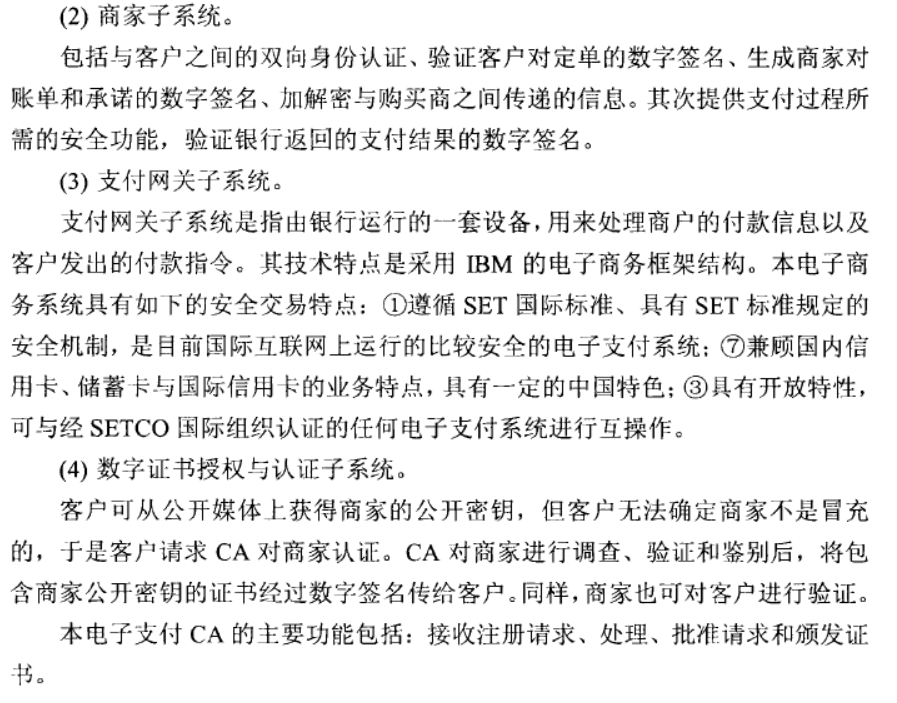 (2) 商家子系统。
包括与客户之间的双向身份认证、验证客户对定单的数字签名、生成商家对
账单和承诺的数字签名、加解密与购买商之间传递的信息。其次提供支付过程所
需的安全功能，验证银行返回的支付结果的数字签名。
(3) 支付网关子系统。
支付网关子系统是指由银行运行的一套设备，用来处理商户的付款信息以及
客户发出的付款指令。其技术特点是采用 IBM 的电子商务框架结构。本电子商
务系统具有如下的安全交易特点：①遵循 SET 国际标准、具有 SET 标准规定的
安全机制，是目前国际互联网上运行的比较安全的电子支付系统；⑦兼顾国内信
用卡、储蓄卡与国际信用卡的业务特点，具有一定的中国特色；③具有开放特性，
可与经 SETCO 国际组织认证的任何电子支付系统进行互操作。
(4) 数字证书授权与认证子系统。
客户可从公开媒体上获得商家的公开密钥，但客户无法确定商家不是冒充
的，于是客户请求 CA 对商家认证。CA 对商家进行调查、验证和鉴别后，将包
含商家公开密钥的证书经过数字签名传给客户。同样，商家也可对客户进行验证。
本电子支付 CA 的主要功能包括：接收注册请求、处理、批准请求和颁发证
书。